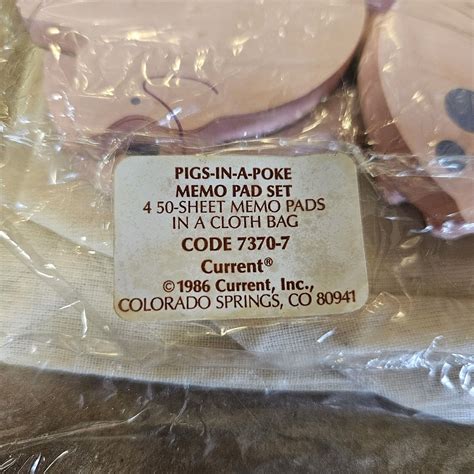 PIGS-IN-A-POKE
MEMO PAD SET
4 50-SHEET MEMO PADS
IN A CLOTH BAG
CODE 7370-7
Current®
©1986 Current, Inc.,
COLORADO SPRINGS, CO 80941